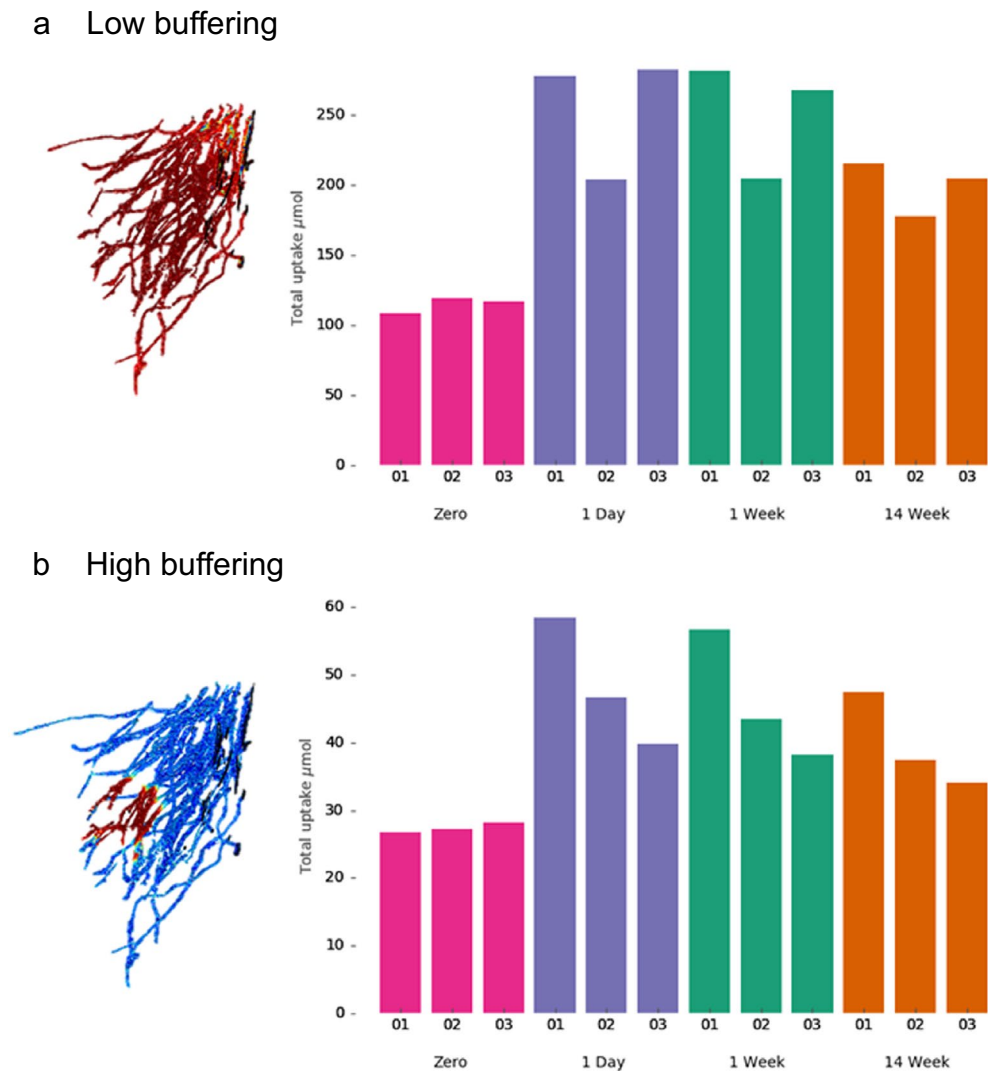 a Low buffering
Total uptake μmol
250
200
150
100
50
0
01 02 03 01 02 03 01 02 03 01 02 03
Zero 1 Day 1 Week 14 Week
b High buffering
Total uptake μmol
60
50
40
30
20
10
0
01 02 03 01 02 03 01 02 03 01 02 03
Zero 1 Day 1 Week 14 Week